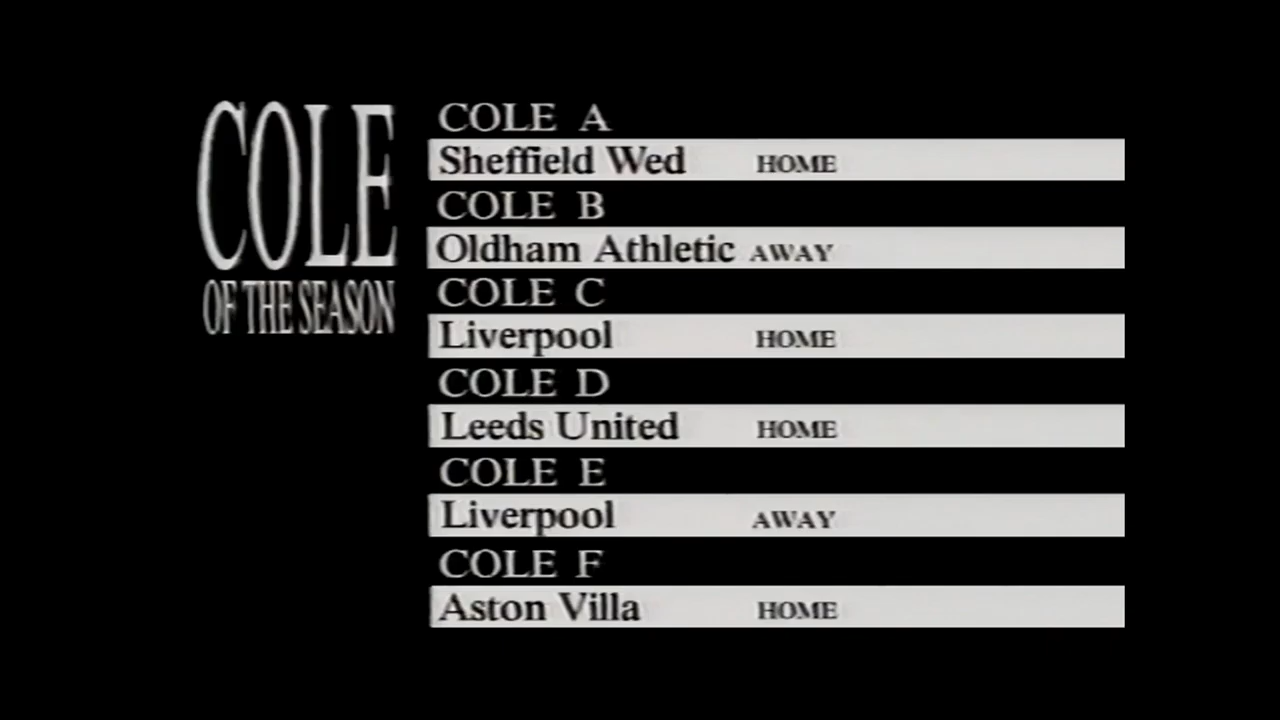 COLE
OF THE SEASON
COLE A
Sheffield Wed HOME
COLE B
Oldham Athletic AWAY
COLE C
Liverpool HOME
COLE D
Leeds United HOME
COLE E
Liverpool AWAY
COLE F
Aston Villa HOME